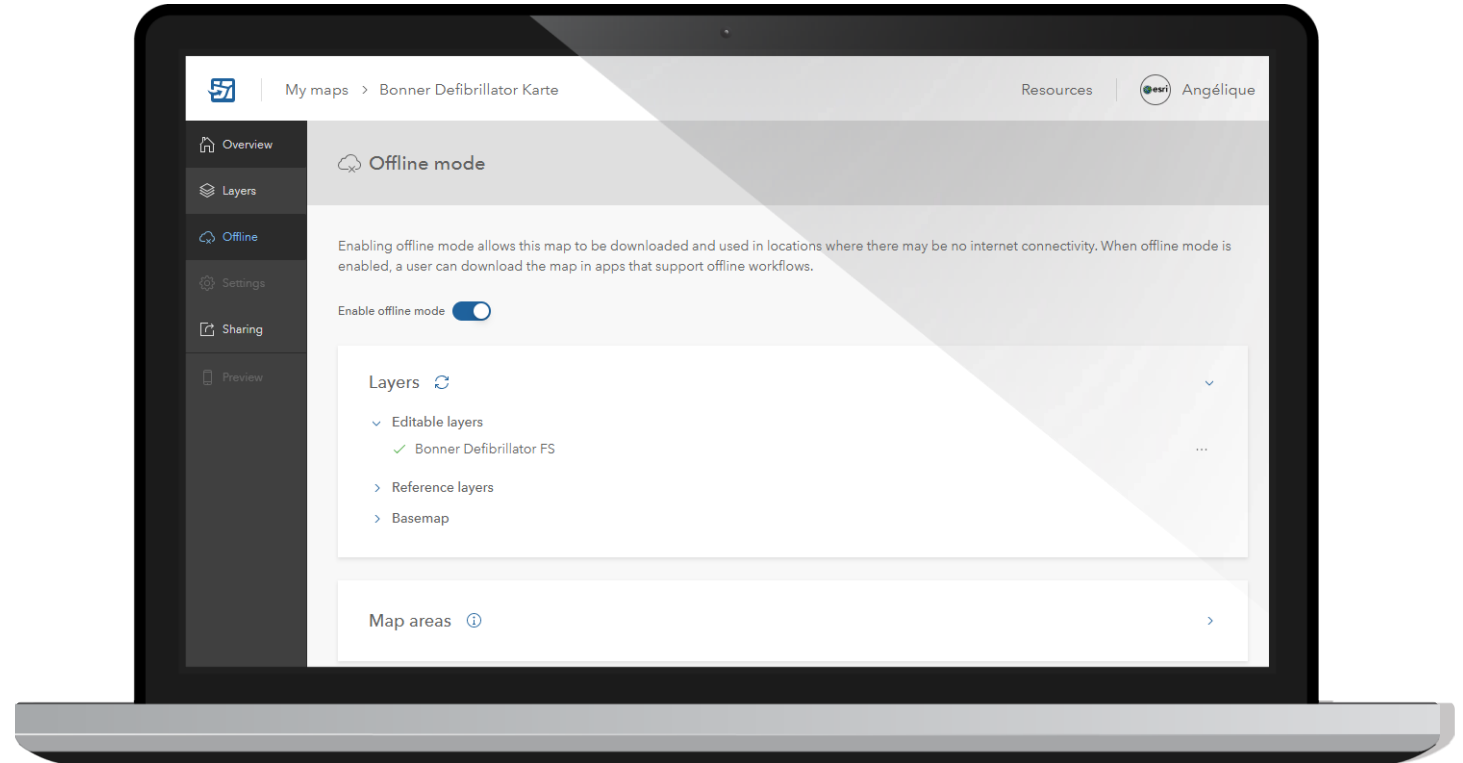 My maps > Bonner Defibrillator Karte
Resources
esri
Angélique
Overview
Layers
Offline
Settings
Sharing
Preview
Offline mode
Enabling offline mode allows this map to be downloaded and used in locations where there may be no internet connectivity. When offline mode is
enabled, a user can download the map in apps that support offline workflows.
Enable offline mode
Layers
Editable layers
Bonner Defibrillator FS
...
Reference layers
Basemap
Map areas